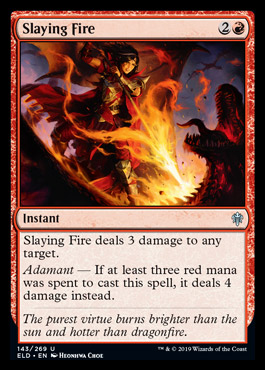 Slaying Fire 2
Instant
Slaying Fire deals 3 damage to any
target.
Adamant — If at least three red mana
was spent to cast this spell, it deals 4
damage instead.
The purest virtue burns brighter than the
sun and hotter than dragonfire.
143/269 U
ELD • EN Heonhwa Choe
™ & © 2019 Wizards of the Coast